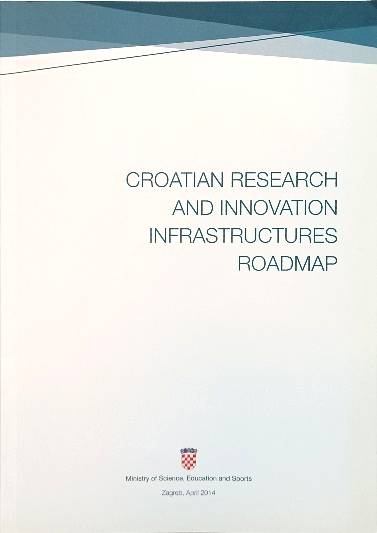 CROATIAN RESEARCH
AND INNOVATION
INFRASTRUCTURES
ROADMAP
Ministry of Science, Education and Sports
Zagreb, April 2014